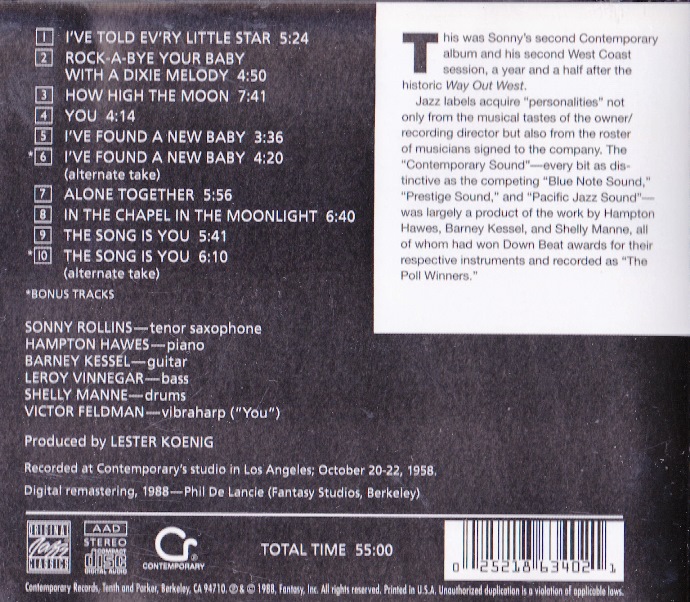 1 I'VE TOLD EV'RY LITTLE STAR 5:24
2 ROCK-A-BYE YOUR BABY
WITH A DIXIE MELODY 4:50
3 HOW HIGH THE MOON 7:41
4 YOU 4:14
5 I'VE FOUND A NEW BABY 3:36
*6 I'VE FOUND A NEW BABY 4:20
(alternate take)
7 ALONE TOGETHER 5:56
8 IN THE CHAPEL IN THE MOONLIGHT 6:40
9 THE SONG IS YOU 5:41
*10 THE SONG IS YOU 6:10
(alternate take)
*BONUS TRACKS
SONNY ROLLINS—tenor saxophone
HAMPTON HAWES—piano
BARNEY KESSEL—guitar
LEROY VINNEGAR—bass
SHELLY MANNE—drums
VICTOR FELDMAN—vibraharp ("You")
Produced by LESTER KOENIG
Recorded at Contemporary's studio in Los Angeles; October 20-22, 1958.
Digital remastering, 1988—Phil De Lancie (Fantasy Studios, Berkeley)
This was Sonny's second Contemporary
album and his second West Coast
session, a year and a half after the
historic Way Out West.
Jazz labels acquire "personalities" not
only from the musical tastes of the owner/
recording director but also from the roster
of musicians signed to the company. The
"Contemporary Sound"—every bit as dis-
tinctive as the competing "Blue Note Sound,"
"Prestige Sound," and "Pacific Jazz Sound"—
was largely a product of the work by Hampton
Hawes, Barney Kessel, and Shelly Manne, all
of whom had won Down Beat awards for their
respective instruments and recorded as "The
Poll Winners."
ORIGINAL
Jazz
CLASSICS
AAD
STEREO
COMPACT
disc
DIGITAL AUDIO
CR
CONTEMPORARY
TOTAL TIME 55:00
0 25218 63402 1
Contemporary Records, Tenth and Parker, Berkeley, CA 94710. ℗ & © 1988, Fantasy, Inc. All rights reserved. Printed in U.S.A. Unauthorized duplication is a violation of applicable laws.